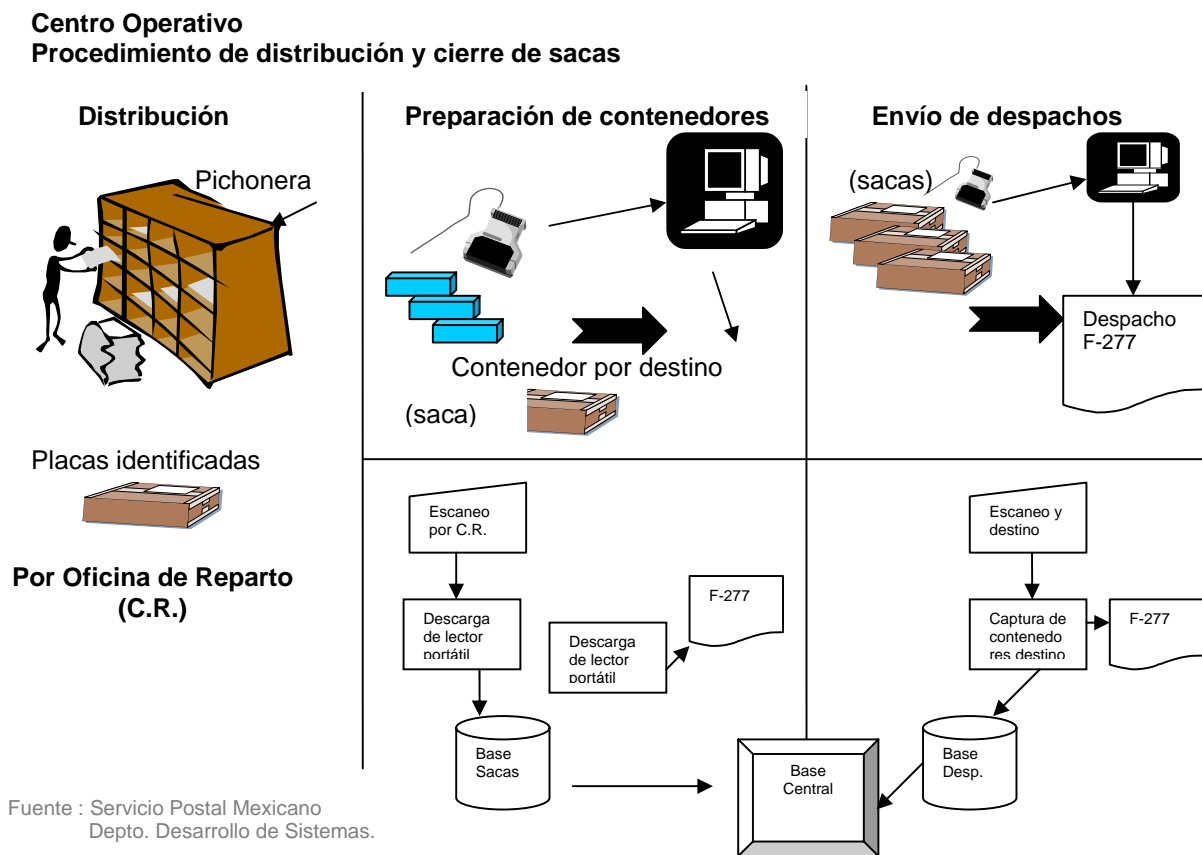 Centro Operativo
Procedimiento de distribución y cierre de sacas
Distribución
Pichonera
Placas identificadas
Por Oficina de Reparto
(C.R.)
Preparación de contenedores
Contenedor por destino
(saca)
Envío de despachos
(sacas)
Despacho
F-277
Escaneo
por C.R.
Descarga
de lector
portátil
Descarga
de lector
portátil
F-277
Base
Sacas
Escaneo y
destino
Captura de
contenedo
res destino
F-277
Base
Desp.
Base
Central
Fuente : Servicio Postal Mexicano
Depto. Desarrollo de Sistemas.